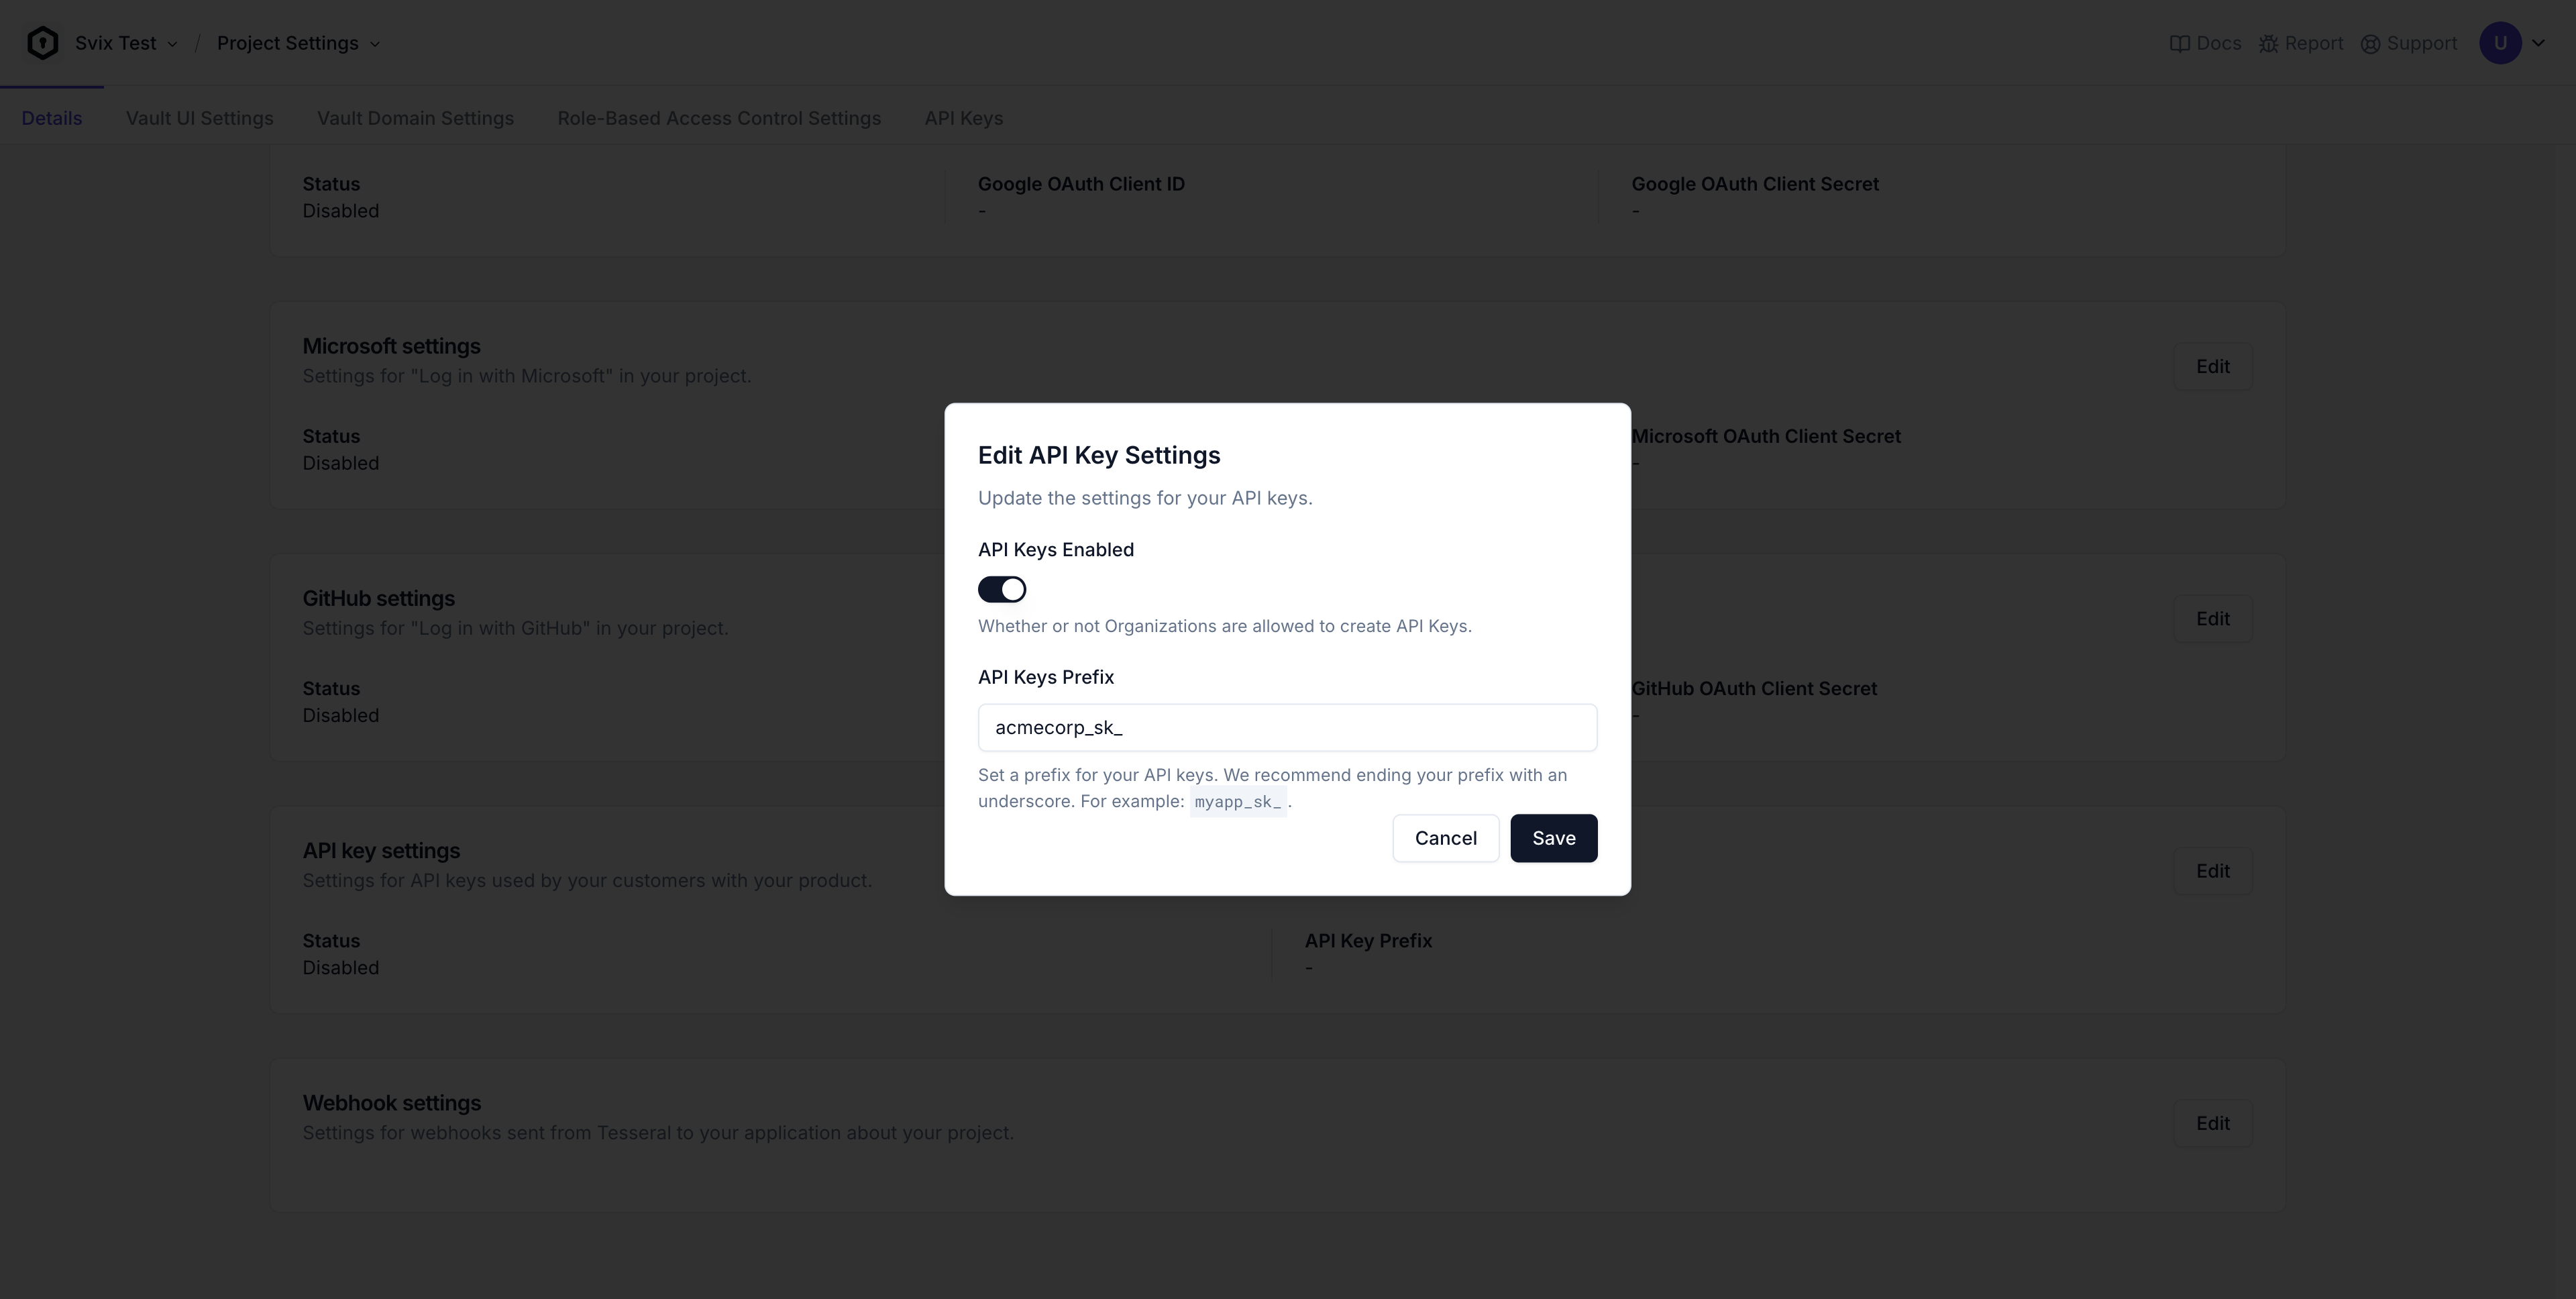 Svix Test / Project Settings
Docs Report Support U
Details Vault UI Settings Vault Domain Settings Role-Based Access Control Settings API Keys
Status Google OAuth Client ID Google OAuth Client Secret
Disabled - -
Microsoft settings
Settings for "Log in with Microsoft" in your project.
Edit
Status Microsoft OAuth Client Secret
Disabled -
GitHub settings
Settings for "Log in with GitHub" in your project.
Edit
Status GitHub OAuth Client Secret
Disabled -
API key settings
Settings for API keys used by your customers with your product.
Edit
Status API Key Prefix
Disabled -
Webhook settings
Settings for webhooks sent from Tesseral to your application about your project.
Edit
Edit API Key Settings
Update the settings for your API keys.
API Keys Enabled
Whether or not Organizations are allowed to create API Keys.
API Keys Prefix
acmecorp_sk_
Set a prefix for your API keys. We recommend ending your prefix with an
underscore. For example: myapp_sk_ .
Cancel Save